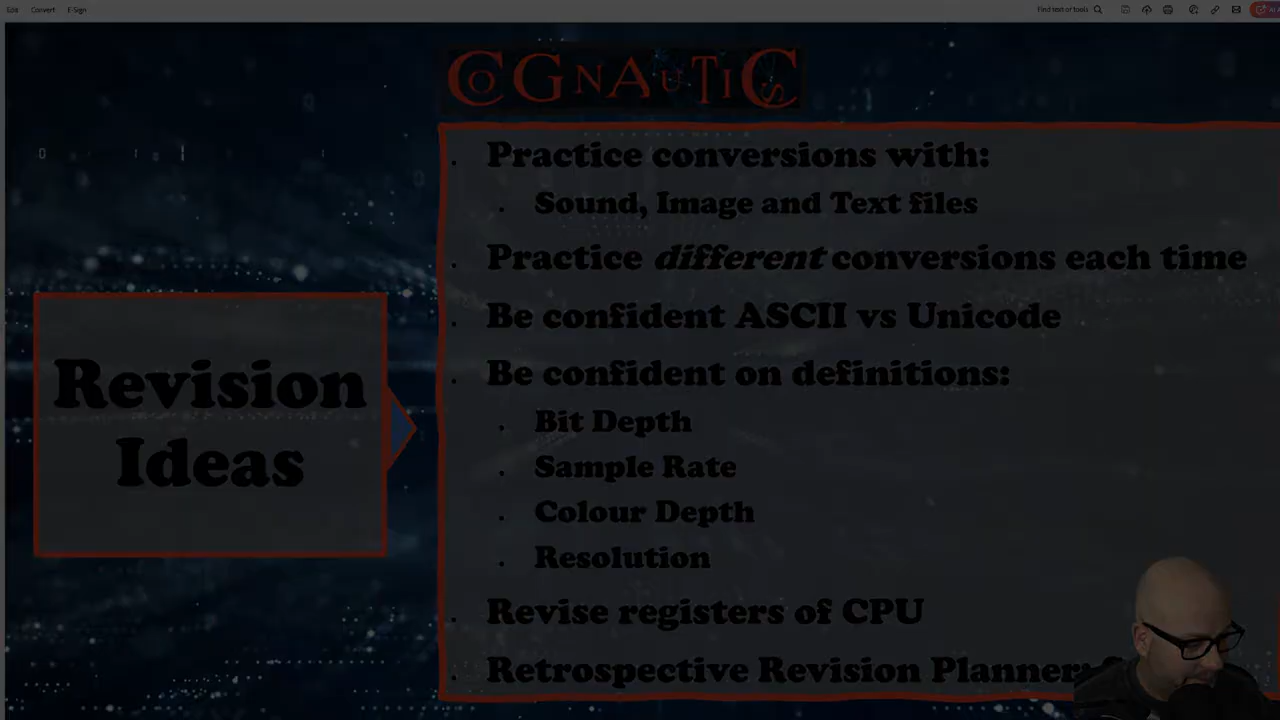 Edit Convert E-Sign
Find text or tools
COGNAUTICS
Practice conversions with:
Sound, Image and Text files
Practice different conversions each time
Be confident ASCII vs Unicode
Be confident on definitions:
Bit Depth
Sample Rate
Colour Depth
Resolution
Revise registers of CPU
Retrospective Revision Planner:
Revision
Ideas